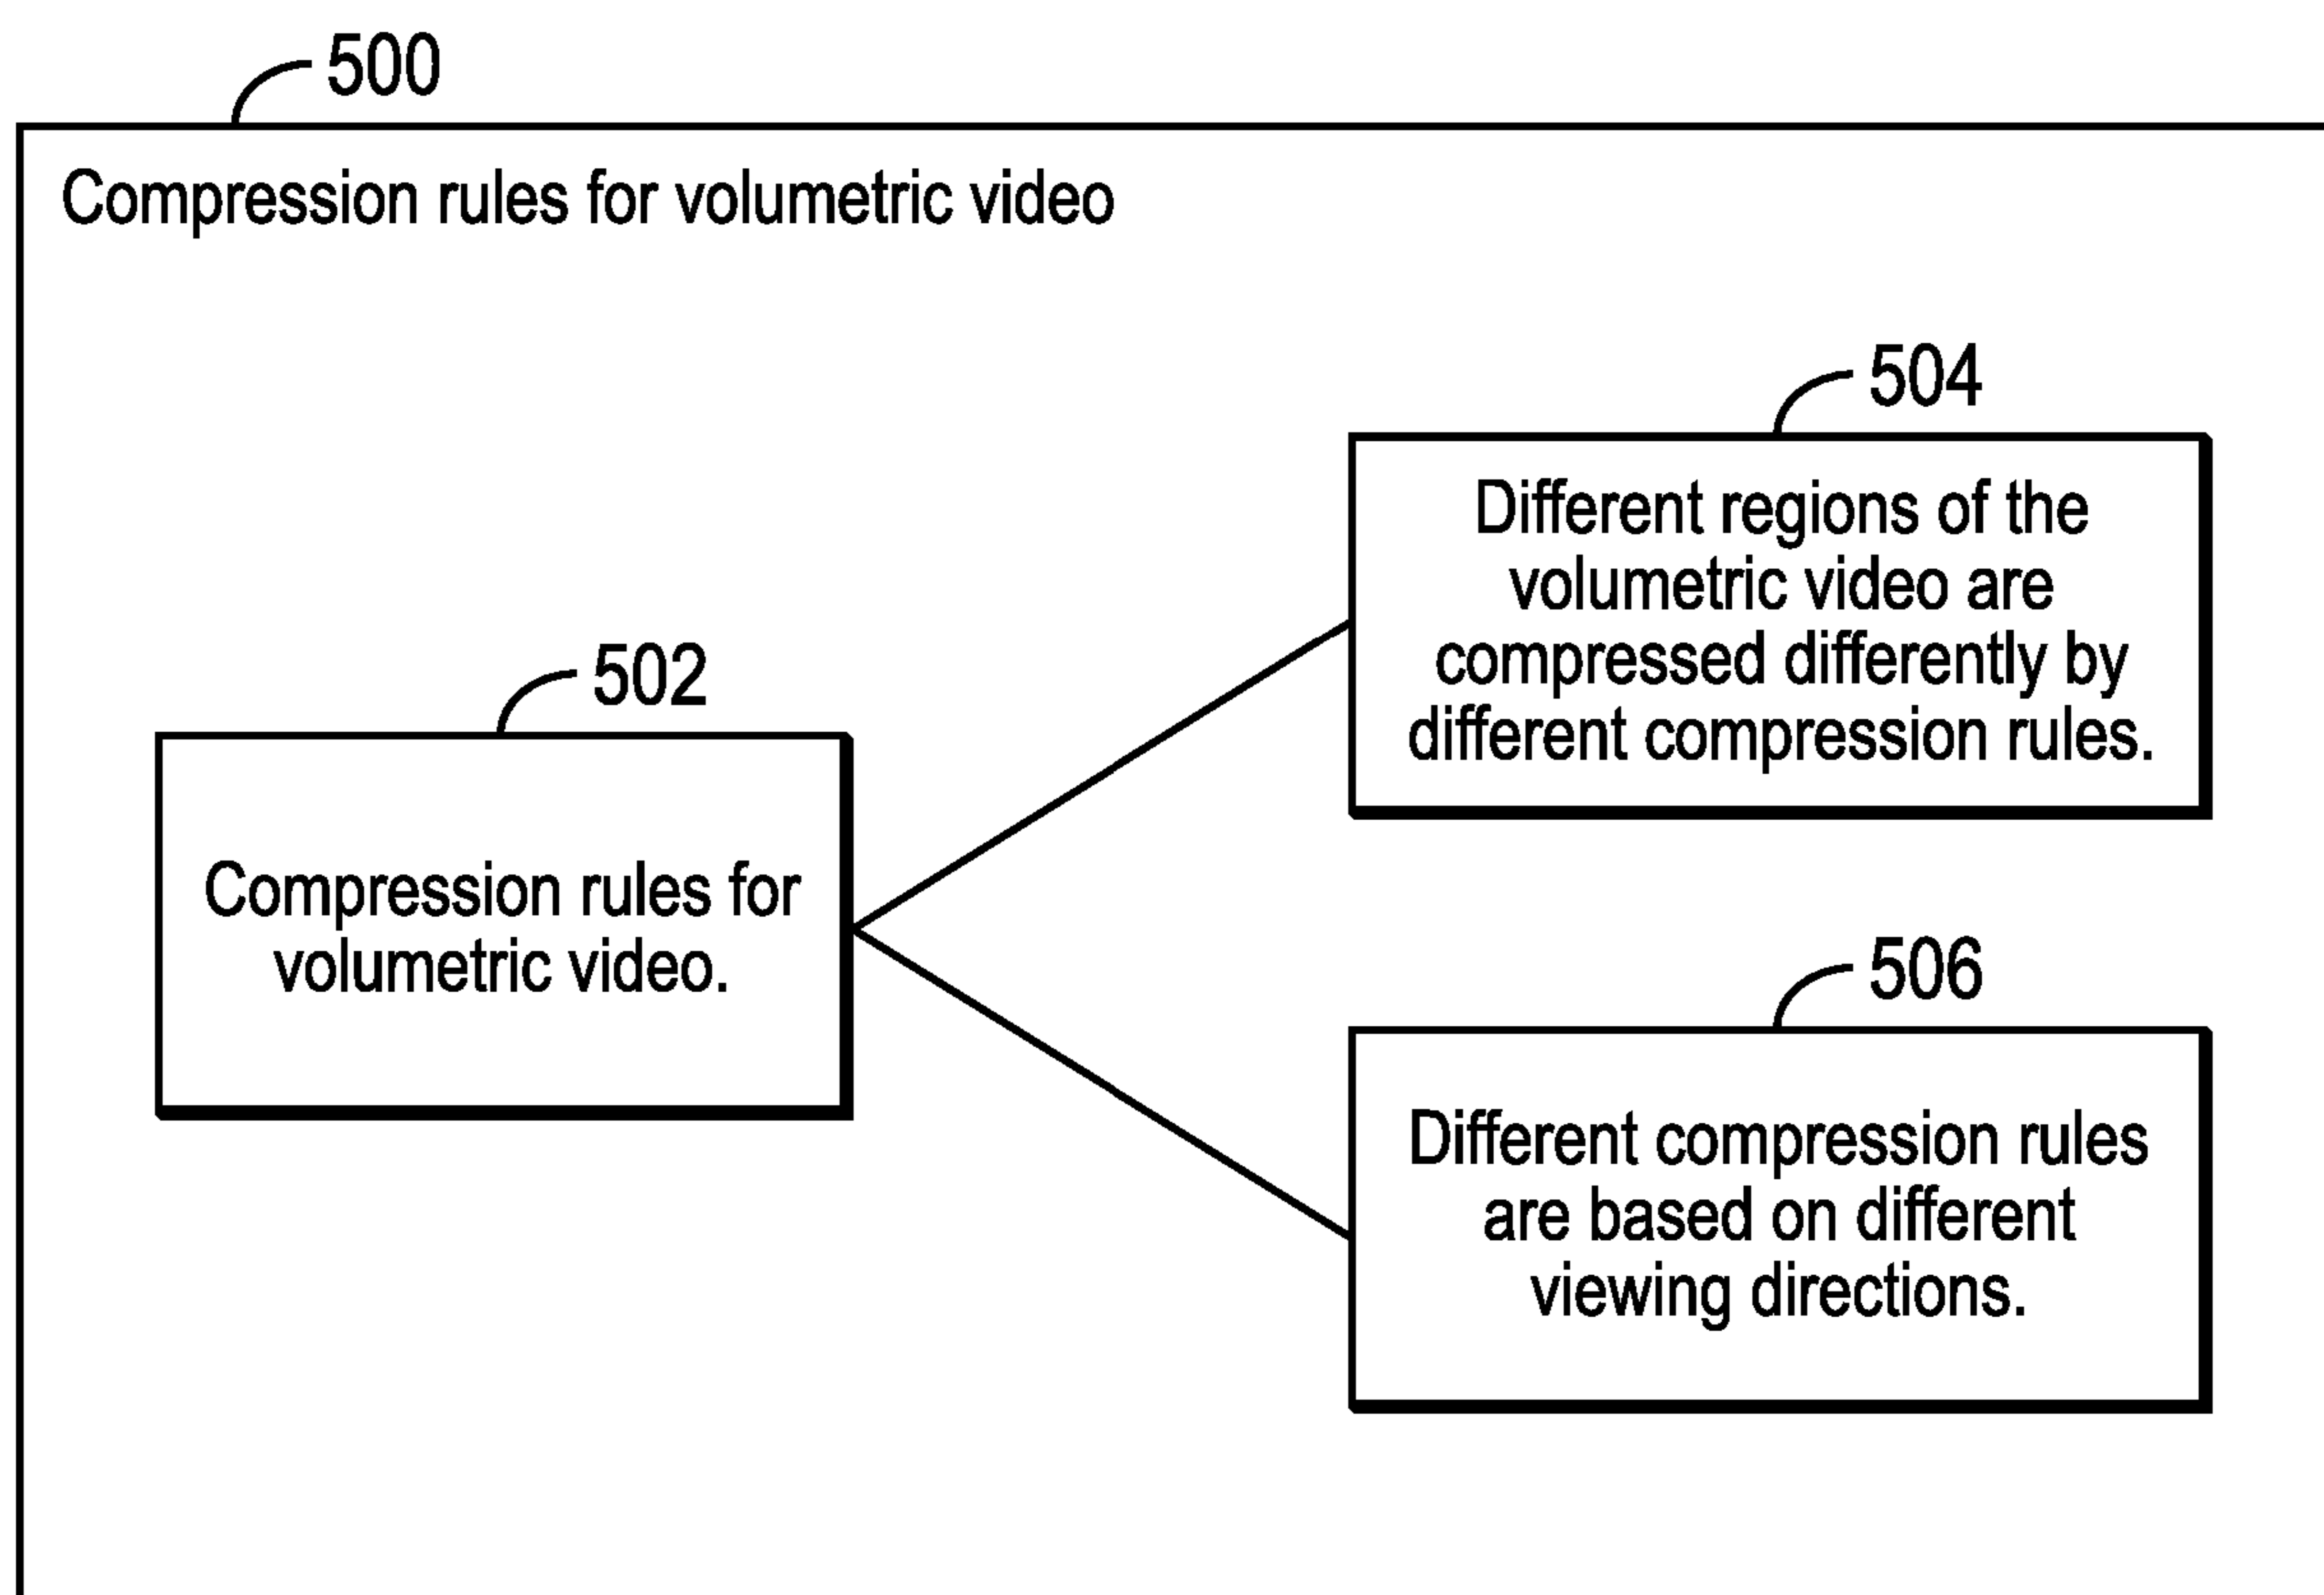 500
Compression rules for volumetric video
504
Different regions of the
volumetric video are
compressed differently by
different compression rules.
502
Compression rules for
volumetric video.
506
Different compression rules
are based on different
viewing directions.